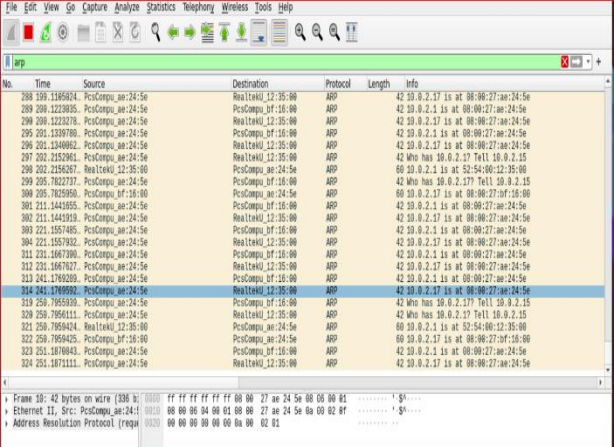 File Edit View Go Capture Analyze Statistics Telephony Wireless Tools Help
arp
No. Time Source Destination Protocol Length Info
288 199.1105024… PcsCompu_ae:24:5e RealtekU_12:35:00 ARP 42 10.0.2.17 is at 08:00:27:ae:24:5e
289 200.1223035… PcsCompu_ae:24:5e PcsCompu_bf:16:00 ARP 42 10.0.2.1 is at 08:00:27:ae:24:5e
290 200.1223278… PcsCompu_ae:24:5e RealtekU_12:35:00 ARP 42 10.0.2.17 is at 08:00:27:ae:24:5e
295 201.1339780… PcsCompu_ae:24:5e PcsCompu_bf:16:00 ARP 42 10.0.2.1 is at 08:00:27:ae:24:5e
296 201.1340062… PcsCompu_ae:24:5e RealtekU_12:35:00 ARP 42 10.0.2.17 is at 08:00:27:ae:24:5e
297 202.2152961… PcsCompu_ae:24:5e RealtekU_12:35:00 ARP 42 Who has 10.0.2.1? Tell 10.0.2.15
298 202.2156267… RealtekU_12:35:00 PcsCompu_ae:24:5e ARP 60 10.0.2.1 is at 52:54:00:12:35:00
299 205.7822737… PcsCompu_ae:24:5e PcsCompu_bf:16:00 ARP 42 Who has 10.0.2.17? Tell 10.0.2.15
300 205.7825950… PcsCompu_bf:16:00 PcsCompu_ae:24:5e ARP 60 10.0.2.17 is at 08:00:27:bf:16:00
301 211.1441655… PcsCompu_ae:24:5e PcsCompu_bf:16:00 ARP 42 10.0.2.1 is at 08:00:27:ae:24:5e
302 211.1441919… PcsCompu_ae:24:5e RealtekU_12:35:00 ARP 42 10.0.2.17 is at 08:00:27:ae:24:5e
303 221.1557485… PcsCompu_ae:24:5e PcsCompu_bf:16:00 ARP 42 10.0.2.1 is at 08:00:27:ae:24:5e
304 221.1557932… PcsCompu_ae:24:5e RealtekU_12:35:00 ARP 42 10.0.2.17 is at 08:00:27:ae:24:5e
311 231.1667390… PcsCompu_ae:24:5e PcsCompu_bf:16:00 ARP 42 10.0.2.1 is at 08:00:27:ae:24:5e
312 231.1667627… PcsCompu_ae:24:5e RealtekU_12:35:00 ARP 42 10.0.2.17 is at 08:00:27:ae:24:5e
313 241.1769289… PcsCompu_ae:24:5e PcsCompu_bf:16:00 ARP 42 10.0.2.1 is at 08:00:27:ae:24:5e
314 241.1769592… PcsCompu_ae:24:5e RealtekU_12:35:00 ARP 42 10.0.2.17 is at 08:00:27:ae:24:5e
319 250.7955939… PcsCompu_ae:24:5e PcsCompu_bf:16:00 ARP 42 Who has 10.0.2.17? Tell 10.0.2.15
320 250.7956111… PcsCompu_ae:24:5e RealtekU_12:35:00 ARP 42 Who has 10.0.2.1? Tell 10.0.2.15
321 250.7959424… RealtekU_12:35:00 PcsCompu_ae:24:5e ARP 60 10.0.2.1 is at 52:54:00:12:35:00
322 250.7959425… PcsCompu_bf:16:00 PcsCompu_ae:24:5e ARP 60 10.0.2.17 is at 08:00:27:bf:16:00
323 251.1870843… PcsCompu_ae:24:5e PcsCompu_bf:16:00 ARP 42 10.0.2.1 is at 08:00:27:ae:24:5e
324 251.1871111… PcsCompu_ae:24:5e RealtekU_12:35:00 ARP 42 10.0.2.17 is at 08:00:27:ae:24:5e
Frame 10: 42 bytes on wire (336 b 0000 ff ff ff ff ff ff 08 00 27 ae 24 5e 08 06 00 01 ········ '·$^····
Ethernet II, Src: PcsCompu_ae:24: 0010 08 00 06 04 00 01 08 00 27 ae 24 5e 0a 00 02 0f ········ '·$^····
Address Resolution Protocol (requ 0020 00 00 00 00 00 00 0a 00 02 01 ········ ··